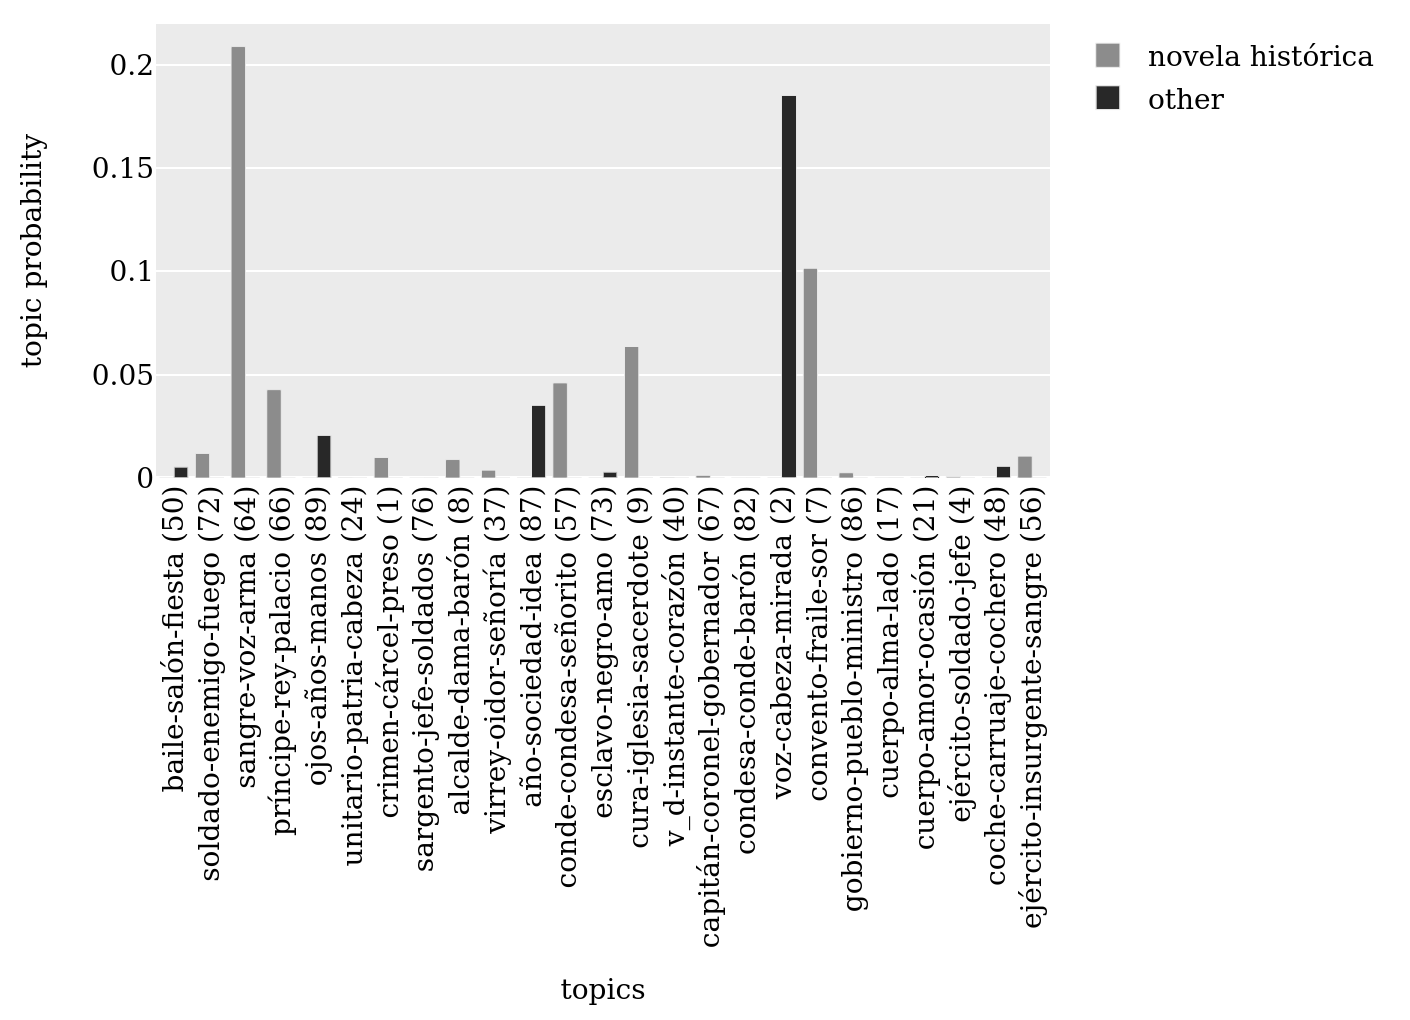 novela histórica
other
topic probability
0.2
0.15
0.1
0.05
0
baile-salón-fiesta (50)
soldado-enemigo-fuego (72)
sangre-voz-arma (64)
príncipe-rey-palacio (66)
ojos-años-manos (89)
unitario-patria-cabeza (24)
crimen-cárcel-preso (1)
sargento-jefe-soldados (76)
alcalde-dama-barón (8)
virrey-oidor-señoría (37)
año-sociedad-idea (87)
conde-condesa-señorito (57)
esclavo-negro-amo (73)
cura-iglesia-sacerdote (9)
v_d-instante-corazón (40)
capitán-coronel-gobernador (67)
condesa-conde-barón (82)
voz-cabeza-mirada (2)
convento-fraile-sor (7)
gobierno-pueblo-ministro (86)
cuerpo-alma-lado (17)
cuerpo-amor-ocasión (21)
ejército-soldado-jefe (4)
coche-carruaje-cochero (48)
ejército-insurgente-sangre (56)
topics